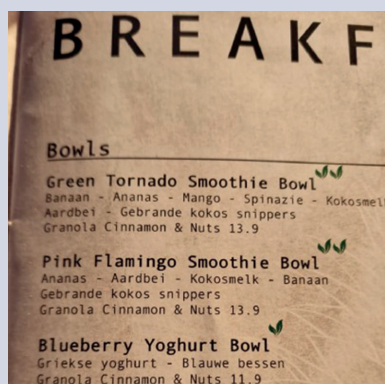 BREAKF
Bowls
Green Tornado Smoothie Bowl
Banaan - Ananas - Mango - Spinazie - Kokosmel
Aardbei - Gebrande kokos snippers
Granola Cinnamon & Nuts 13.9
Pink Flamingo Smoothie Bowl
Ananas - Aardbei - Kokosmelk - Banaan
Gebrande kokos snippers
Granola Cinnamon & Nuts 13.9
Blueberry Yoghurt Bowl
Griekse yoghurt - Blauwe bessen
Granola Cinnamon & Nuts 11.9